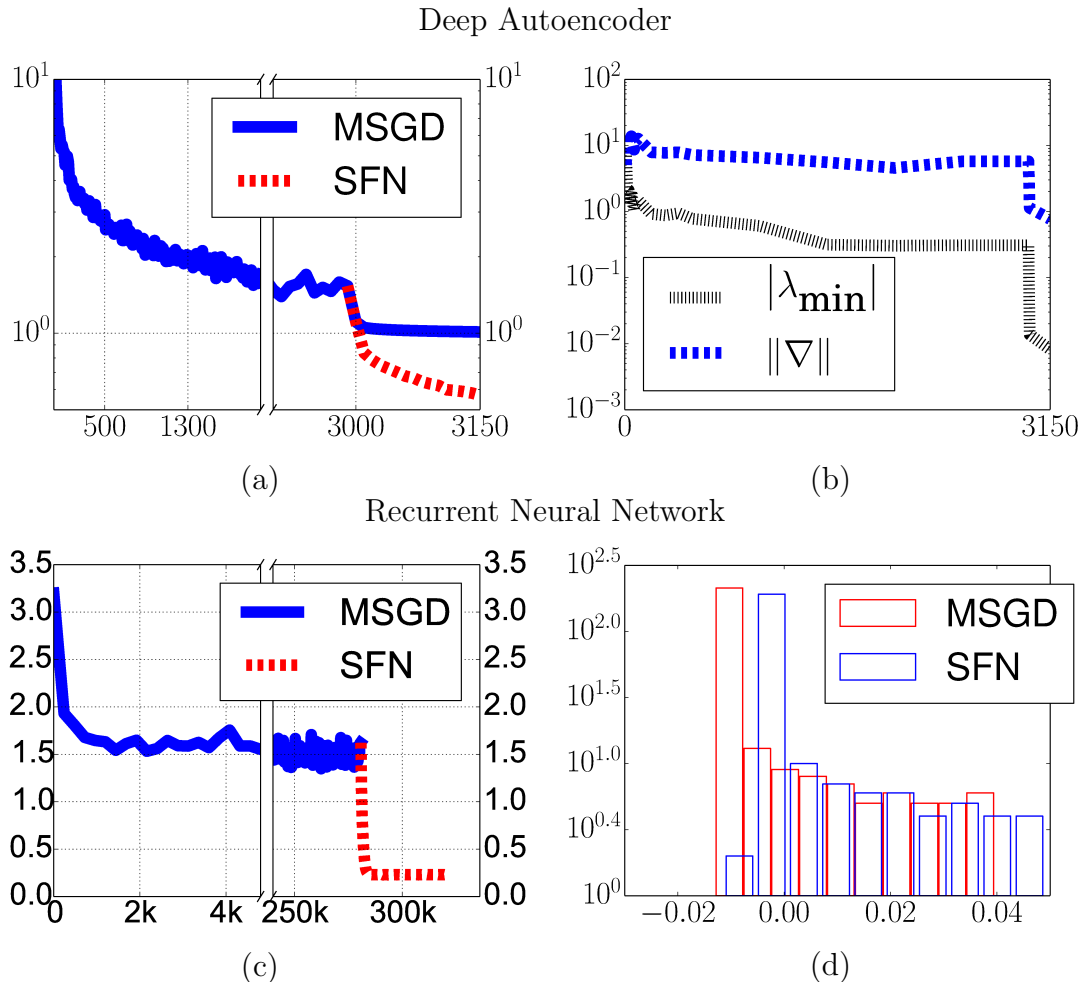 Deep Autoencoder
10^1 10^1
MSGD
SFN
10^0 10^0
500 1300 3000 3150
(a)
10^2
10^1
10^0
10^−1
|λ_min|
10^−2
||∇||
10^−3
0 3150
(b)
Recurrent Neural Network
3.5 3.5
3.0 3.0
MSGD
2.5 2.5
SFN
2.0 2.0
1.5 1.5
1.0 1.0
0.5 0.5
0.0 0.0
0 2k 4k 250k 300k
(c)
10^2.5
MSGD
10^2.0
SFN
10^1.5
10^1.0
10^0.4
10^0
−0.02 0.00 0.02 0.04
(d)